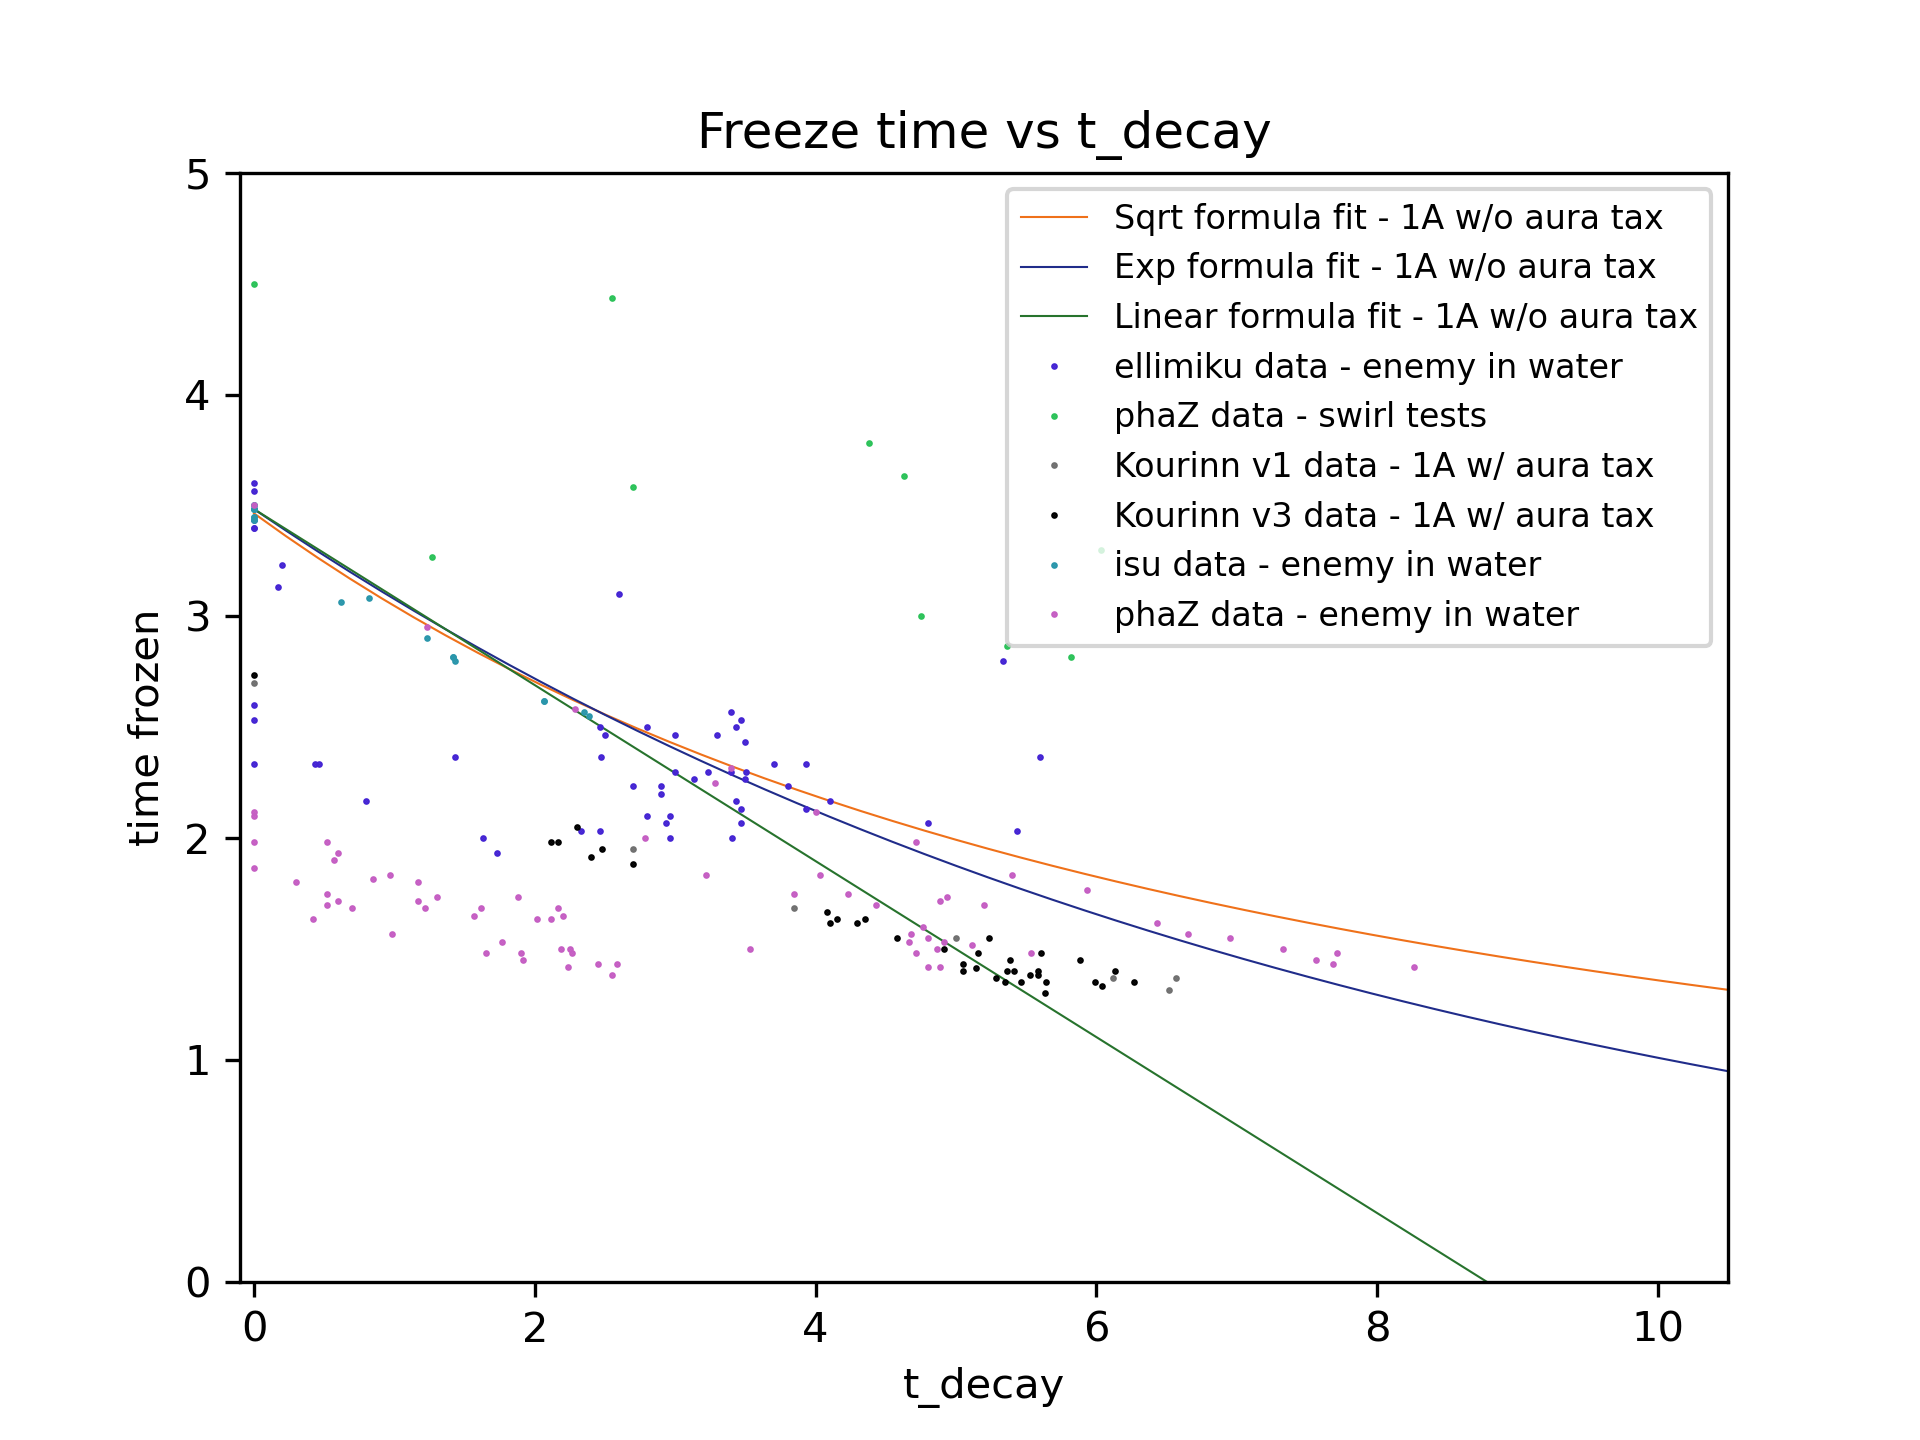 Freeze time vs t_decay
5
4
3
2
1
0
time frozen
Sqrt formula fit - 1A w/o aura tax
Exp formula fit - 1A w/o aura tax
Linear formula fit - 1A w/o aura tax
ellimiku data - enemy in water
phaZ data - swirl tests
Kourinn v1 data - 1A w/ aura tax
Kourinn v3 data - 1A w/ aura tax
isu data - enemy in water
phaZ data - enemy in water
0 2 4 6 8 10
t_decay